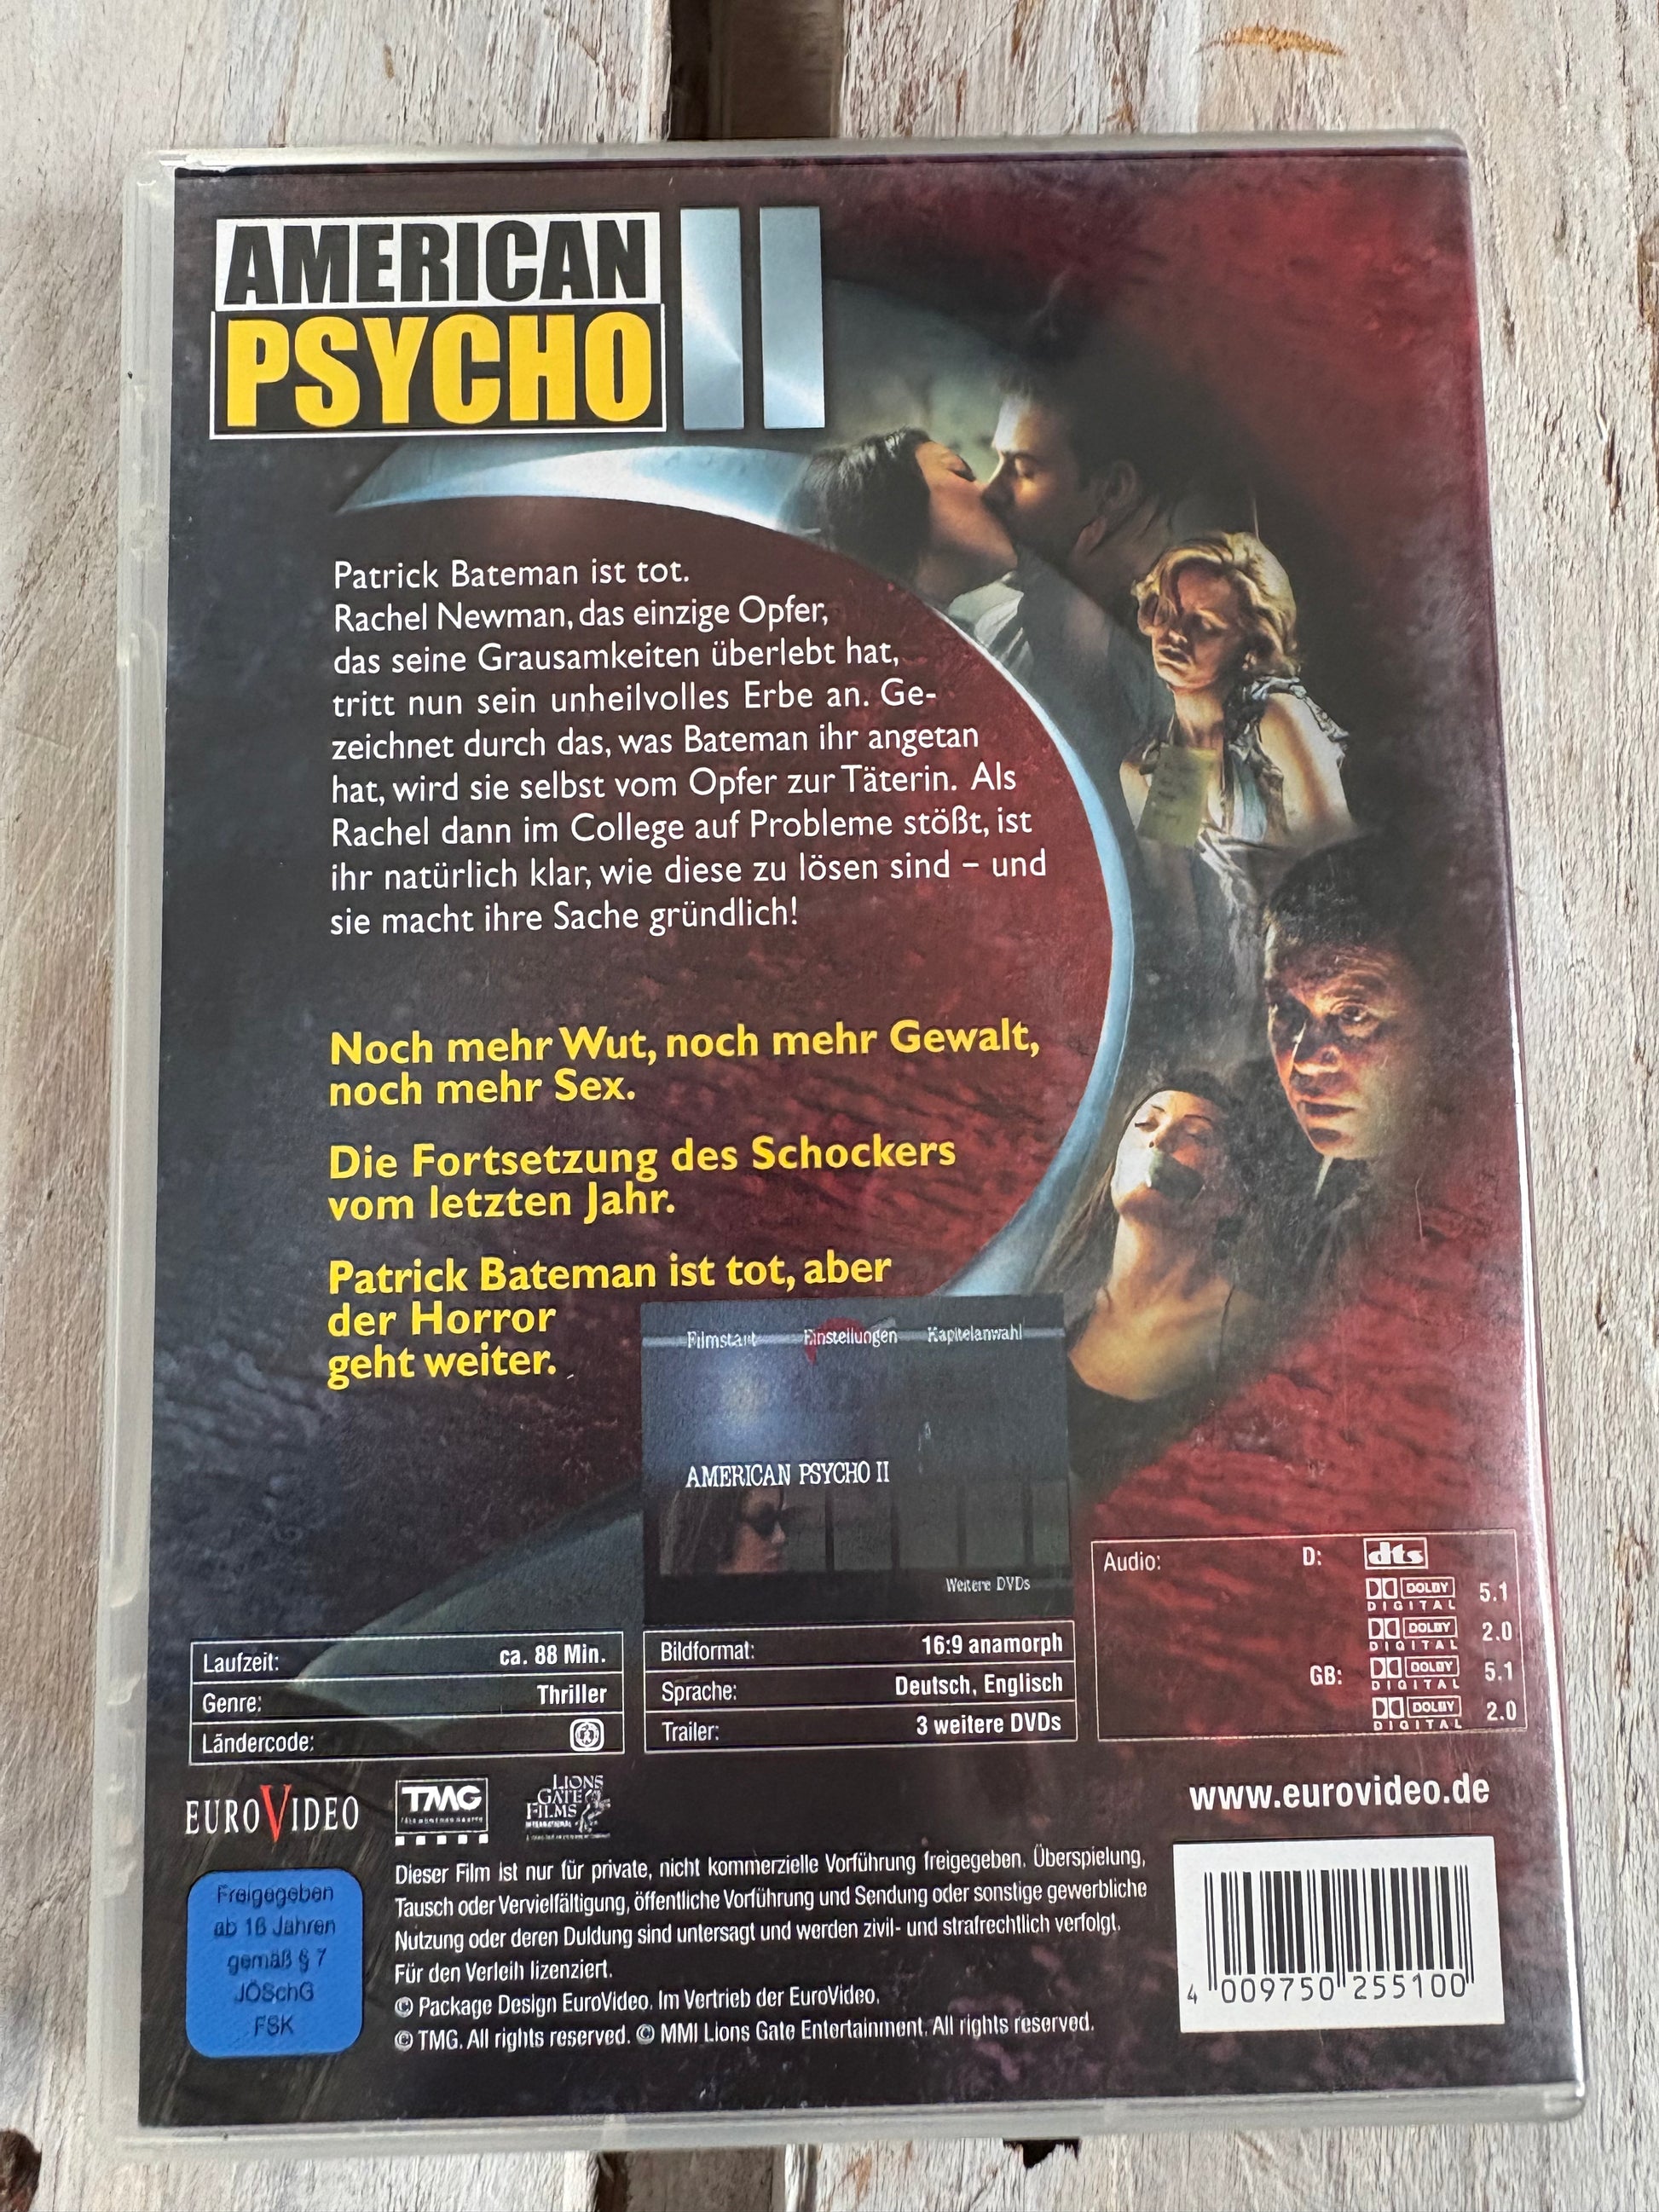 AMERICAN
PSYCHO II
Patrick Bateman ist tot.
Rachel Newman, das einzige Opfer,
das seine Grausamkeiten überlebt hat,
tritt nun sein unheilvolles Erbe an. Ge-
zeichnet durch das, was Bateman ihr angetan
hat, wird sie selbst vom Opfer zur Täterin. Als
Rachel dann im College auf Probleme stößt, ist
ihr natürlich klar, wie diese zu lösen sind – und
sie macht ihre Sache gründlich!
Noch mehr Wut, noch mehr Gewalt,
noch mehr Sex.
Die Fortsetzung des Schockers
vom letzten Jahr.
Patrick Bateman ist tot, aber
der Horror
geht weiter.
Filmstart Einstellungen Kapitelanwahl
AMERICAN PSYCHO II
Weitere DVDs
Laufzeit: ca. 88 Min.
Genre: Thriller
Ländercode:
Bildformat: 16:9 anamorph
Sprache: Deutsch, Englisch
Trailer: 3 weitere DVDs
Audio: D: dts
DOLBY DIGITAL 5.1
DOLBY DIGITAL 2.0
GB: DOLBY DIGITAL 5.1
DOLBY DIGITAL 2.0
EUROVIDEO
TMG
LIONS GATE FILMS INTERNATIONAL
www.eurovideo.de
Freigegeben
ab 16 Jahren
gemäß § 7
JÖSchG
FSK
Dieser Film ist nur für private, nicht kommerzielle Vorführung freigegeben. Überspielung,
Tausch oder Vervielfältigung, öffentliche Vorführung und Sendung oder sonstige gewerbliche
Nutzung oder deren Duldung sind untersagt und werden zivil- und strafrechtlich verfolgt.
Für den Verleih lizenziert.
© Package Design EuroVideo. Im Vertrieb der EuroVideo.
© TMG. All rights reserved. © MMI Lions Gate Entertainment. All rights reserved.
4 009750 255100